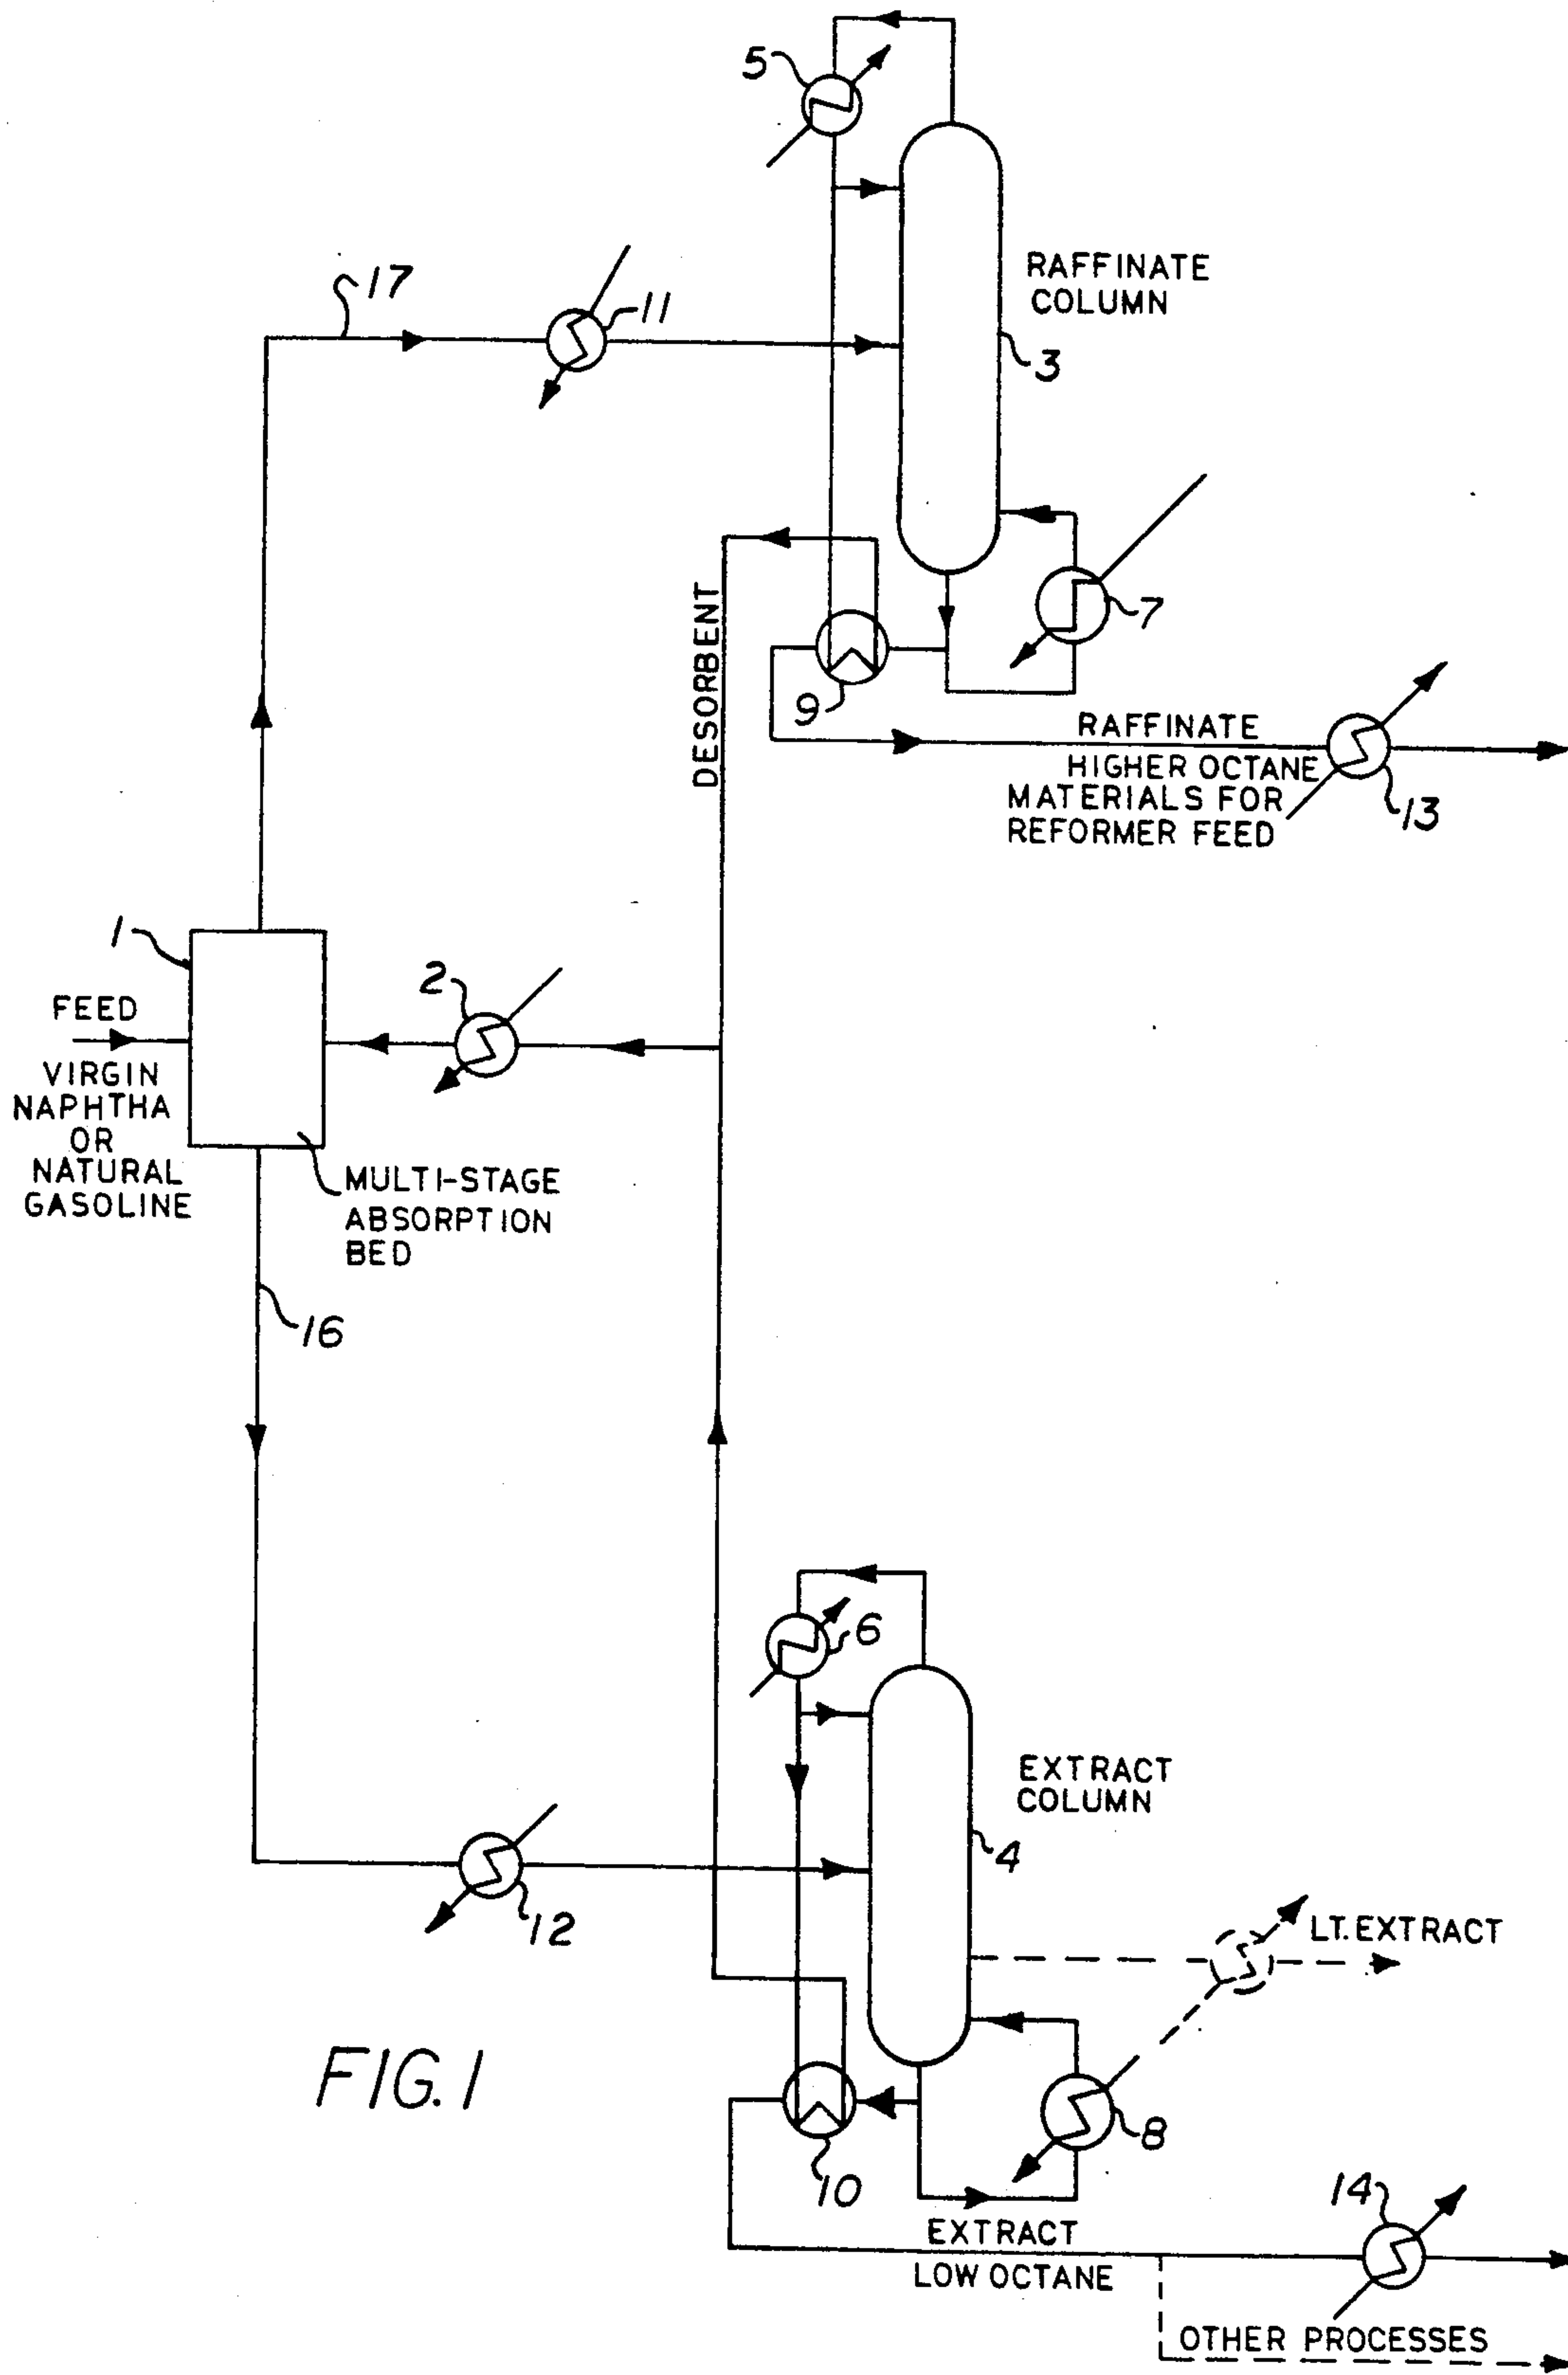 5
17
11
RAFFINATE
COLUMN
3
7
DESORBENT
9
RAFFINATE
HIGHER OCTANE
MATERIALS FOR
REFORMER FEED
13
1
2
FEED
VIRGIN
NAPHTHA
OR
NATURAL
GASOLINE
MULTI-STAGE
ABSORPTION
BED
16
6
EXTRACT
COLUMN
4
12
LT. EXTRACT
8
10
FIG. 1
14
EXTRACT
LOW OCTANE
OTHER PROCESSES